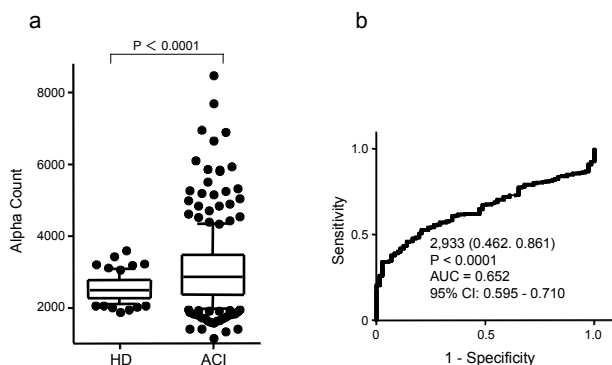 a
P < 0.0001
Alpha Count
8000
6000
4000
2000
HD
ACI
b
Sensitivity
1.0
0.5
0
2,933 (0.462. 0.861)
P < 0.0001
AUC = 0.652
95% CI: 0.595 - 0.710
0
0.5
1.0
1 - Specificity